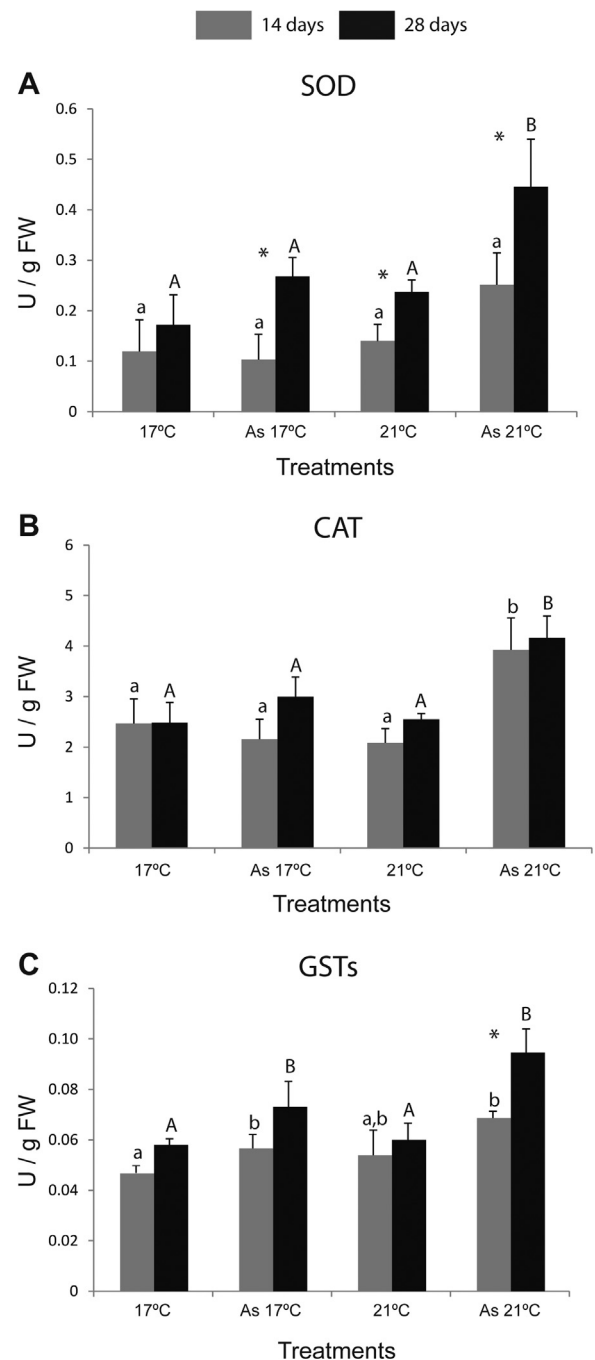 14 days 28 days
A SOD
0.6
0.5
0.4
0.3
0.2
0.1
0
U / g FW
a A
a * A
a * A
a * B
17ºC As 17ºC 21ºC As 21ºC
Treatments
B CAT
6
5
4
3
2
1
0
U / g FW
a A
a A
a A
b B
17ºC As 17ºC 21ºC As 21ºC
Treatments
C GSTs
0.12
0.10
0.08
0.06
0.04
0.02
0
U / g FW
a A
b B
a,b A
b * B
17ºC As 17ºC 21ºC As 21ºC
Treatments